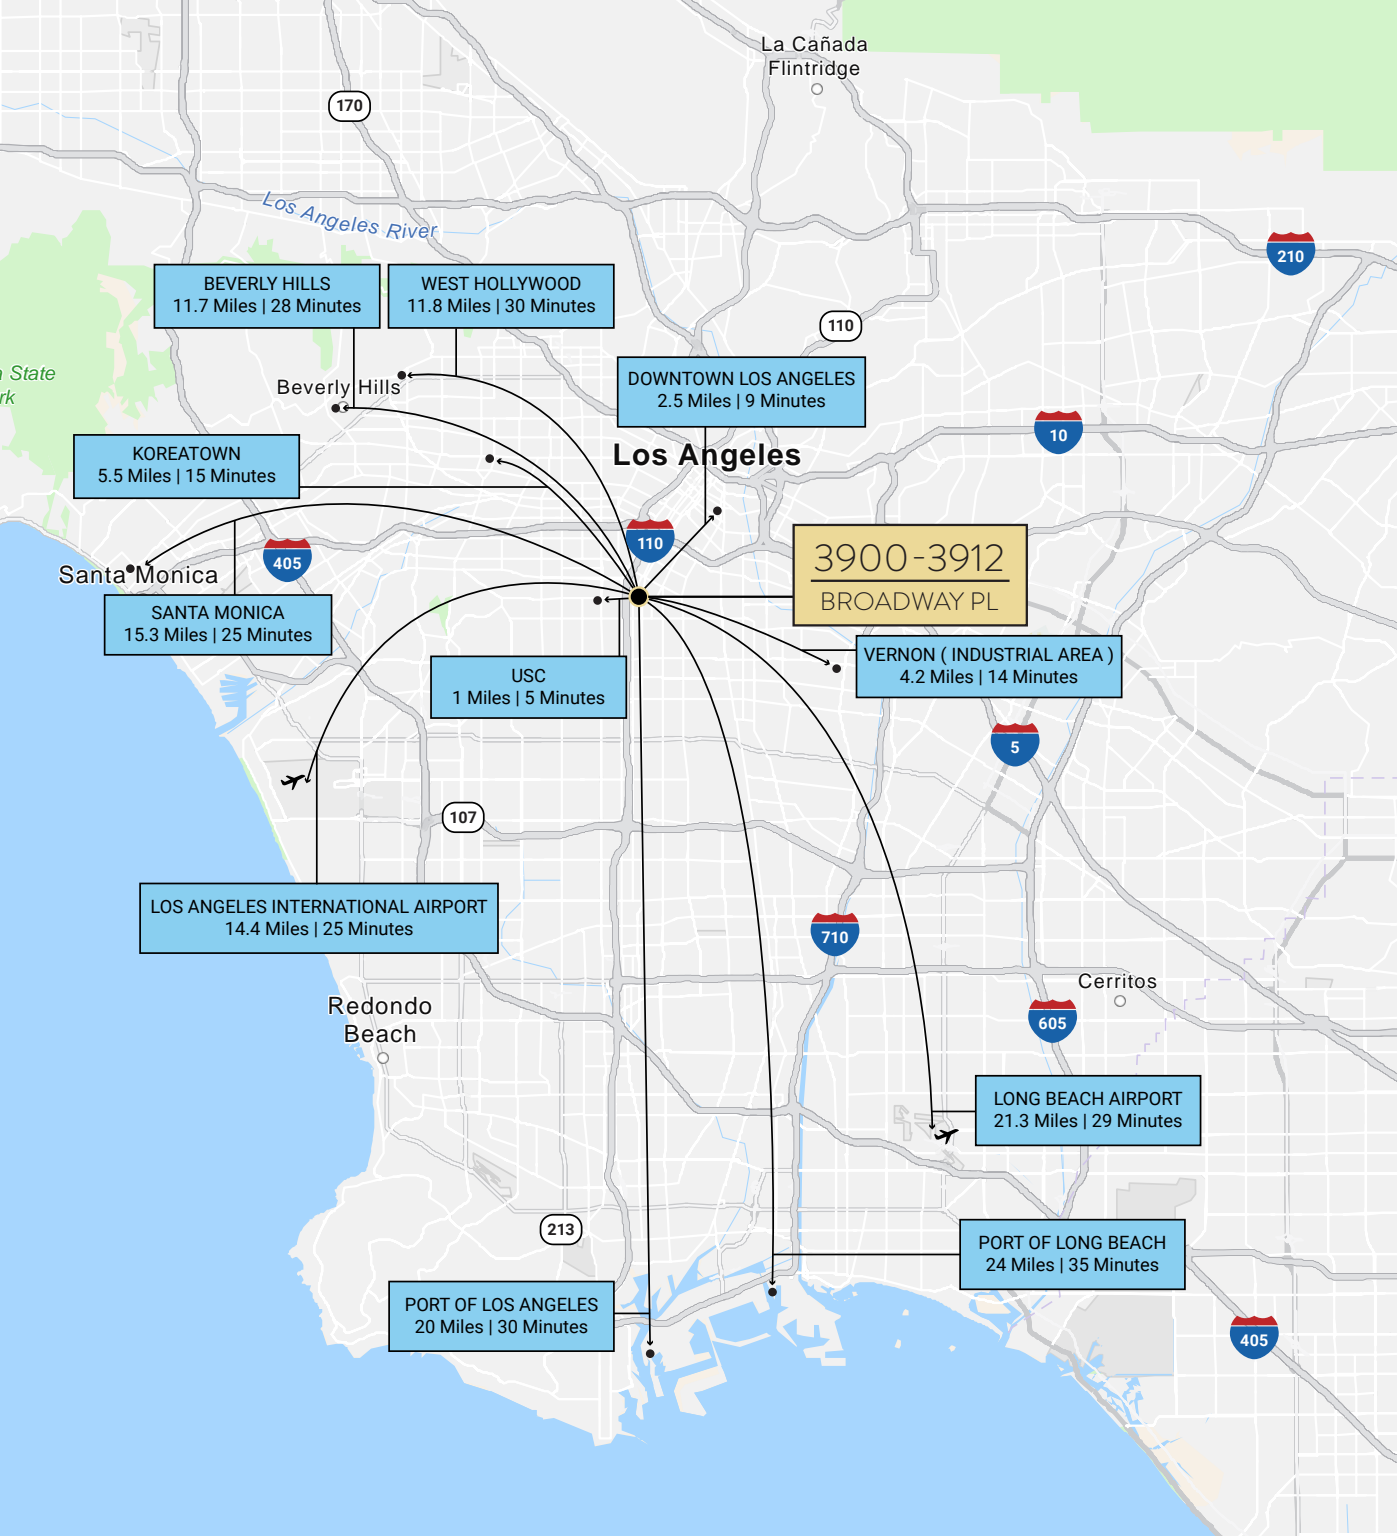 La Cañada
Flintridge
170
Los Angeles River
210
BEVERLY HILLS
11.7 Miles | 28 Minutes
WEST HOLLYWOOD
11.8 Miles | 30 Minutes
110
State
rk
Beverly Hills
DOWNTOWN LOS ANGELES
2.5 Miles | 9 Minutes
10
KOREATOWN
5.5 Miles | 15 Minutes
Los Angeles
110
405
3900-3912
BROADWAY PL
Santa Monica
SANTA MONICA
15.3 Miles | 25 Minutes
USC
1 Miles | 5 Minutes
VERNON ( INDUSTRIAL AREA )
4.2 Miles | 14 Minutes
5
107
LOS ANGELES INTERNATIONAL AIRPORT
14.4 Miles | 25 Minutes
710
Cerritos
Redondo
Beach
605
LONG BEACH AIRPORT
21.3 Miles | 29 Minutes
213
PORT OF LONG BEACH
24 Miles | 35 Minutes
PORT OF LOS ANGELES
20 Miles | 30 Minutes
405